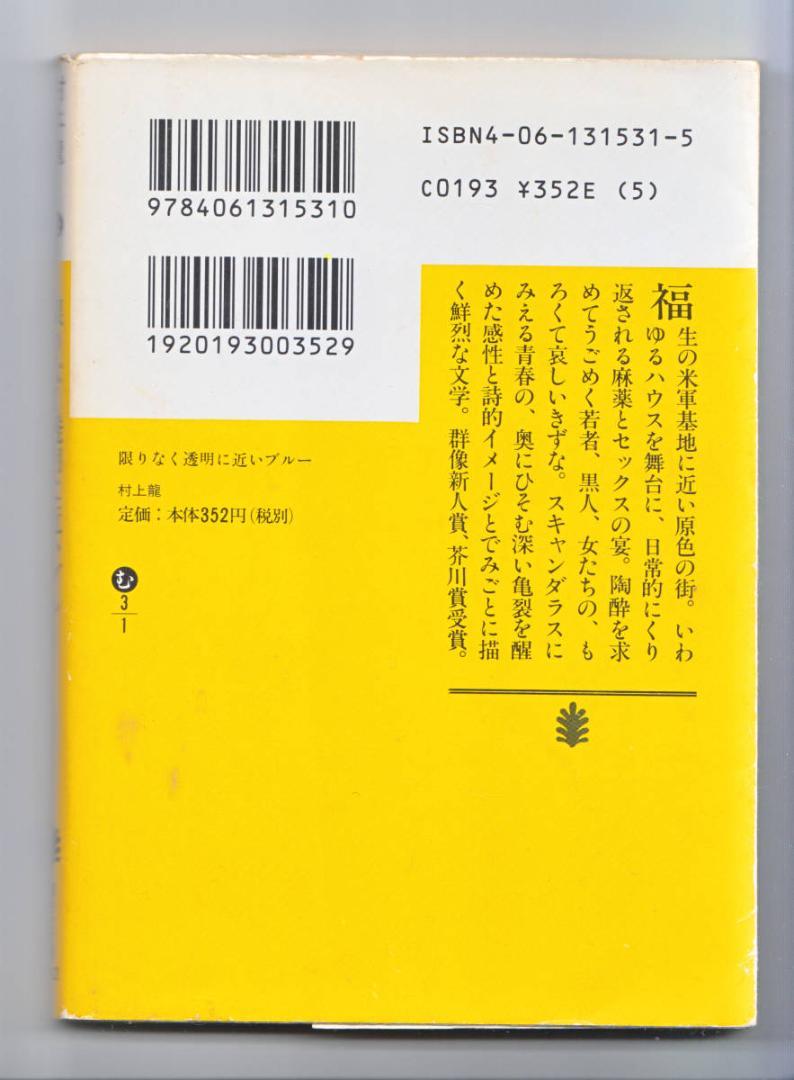 9784061315310
ISBN4-06-131531-5
C0193 ¥352E (5)
1920193003529
福生の米軍基地に近い原色の街。いわ
ゆるハウスを舞台に、日常的にくり
返される麻薬とセックスの宴。陶酔を求
めてうごめく若者、黒人、女たちの、も
ろくて哀しいきずな。スキャンダラスに
みえる青春の、奥にひそむ深い亀裂を醒
めた感性と詩的イメージとでみごとに描
く鮮烈な文学。群像新人賞、芥川賞受賞。
限りなく透明に近いブルー
村上龍
定価：本体352円（税別）
む
3
1